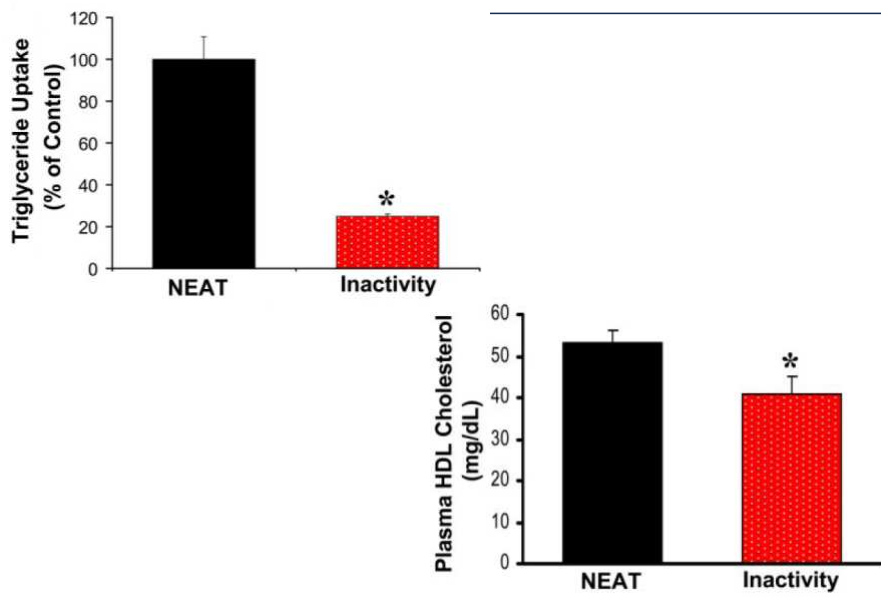 Triglyceride Uptake
(% of Control)
120
100
80
60
40
20
0
*
NEAT
Inactivity
Plasma HDL Cholesterol
(mg/dL)
60
50
40
30
20
10
0
*
NEAT
Inactivity